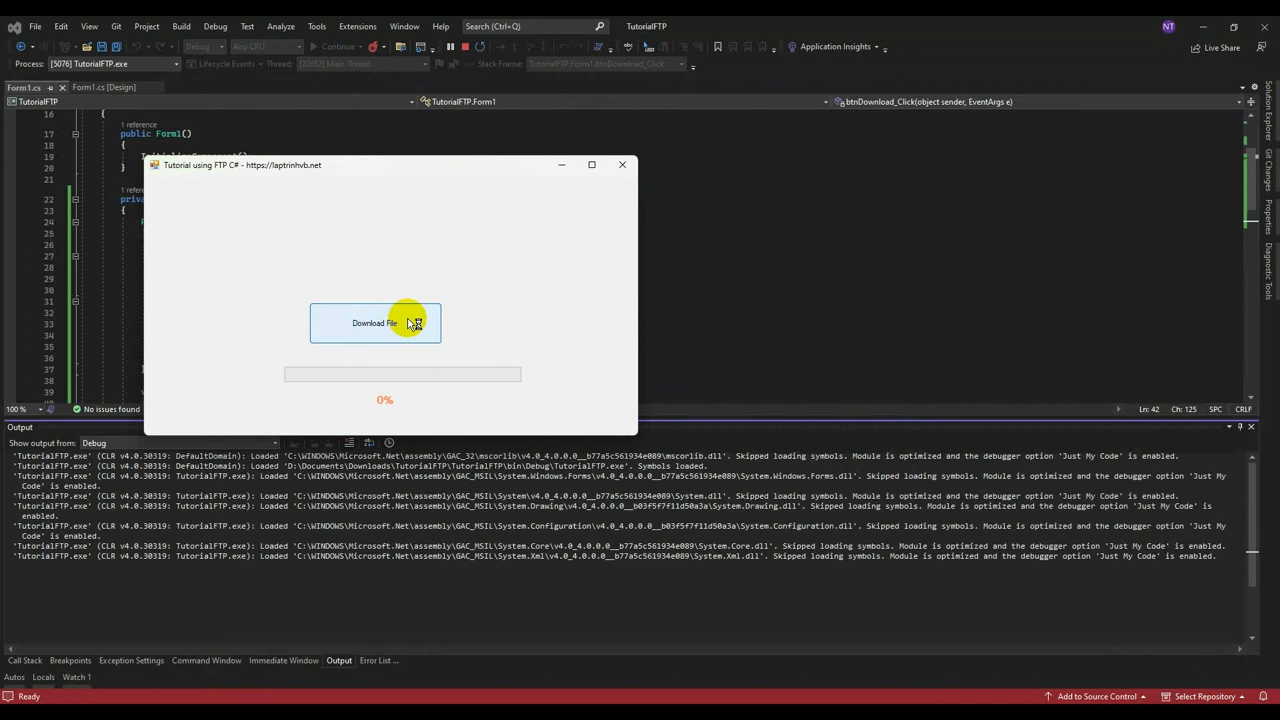 File Edit View Git Project Build Debug Test Analyze Tools Extensions Window Help Search (Ctrl+Q) TutorialFTP NT
Debug Any CPU Continue Application Insights Live Share
Process: [5076] TutorialFTP.exe Lifecycle Events Thread: [22652] Main Thread Stack Frame: TutorialFTP.Form1.btnDownload_Click
Form1.cs Form1.cs [Design]
TutorialFTP TutorialFTP.Form1 btnDownload_Click(object sender, EventArgs e)
16 {
1 reference
17 public Form1()
18 {
19
20 }
21
22
23 {
24
25
26
27
28
29
30
31
32
33
34
35
36
37 }
38
39
Tutorial using FTP C# - https://laptrinhvb.net
Download File
0%
Solution Explorer
Git Changes
Properties
Diagnostic Tools
100 % No issues found Ln: 42 Ch: 125 SPC CRLF
Output
Show output from: Debug
'TutorialFTP.exe' (CLR v4.0.30319: DefaultDomain): Loaded 'C:\WINDOWS\Microsoft.Net\assembly\GAC_32\mscorlib\v4.0_4.0.0.0__b77a5c561934e089\mscorlib.dll'. Skipped loading symbols. Module is optimized and the debugger option 'Just My Code' is enabled.
'TutorialFTP.exe' (CLR v4.0.30319: DefaultDomain): Loaded 'D:\Documents\Downloads\TutorialFTP\TutorialFTP\bin\Debug\TutorialFTP.exe'. Symbols loaded.
'TutorialFTP.exe' (CLR v4.0.30319: TutorialFTP.exe): Loaded 'C:\WINDOWS\Microsoft.Net\assembly\GAC_MSIL\System.Windows.Forms\v4.0_4.0.0.0__b77a5c561934e089\System.Windows.Forms.dll'. Skipped loading symbols. Module is optimized and the debugger option 'Just My
Code' is enabled.
'TutorialFTP.exe' (CLR v4.0.30319: TutorialFTP.exe): Loaded 'C:\WINDOWS\Microsoft.Net\assembly\GAC_MSIL\System\v4.0_4.0.0.0__b77a5c561934e089\System.dll'. Skipped loading symbols. Module is optimized and the debugger option 'Just My Code' is enabled.
'TutorialFTP.exe' (CLR v4.0.30319: TutorialFTP.exe): Loaded 'C:\WINDOWS\Microsoft.Net\assembly\GAC_MSIL\System.Drawing\v4.0_4.0.0.0__b03f5f7f11d50a3a\System.Drawing.dll'. Skipped loading symbols. Module is optimized and the debugger option 'Just My Code' is
enabled.
'TutorialFTP.exe' (CLR v4.0.30319: TutorialFTP.exe): Loaded 'C:\WINDOWS\Microsoft.Net\assembly\GAC_MSIL\System.Configuration\v4.0_4.0.0.0__b03f5f7f11d50a3a\System.Configuration.dll'. Skipped loading symbols. Module is optimized and the debugger option 'Just My
Code' is enabled.
'TutorialFTP.exe' (CLR v4.0.30319: TutorialFTP.exe): Loaded 'C:\WINDOWS\Microsoft.Net\assembly\GAC_MSIL\System.Core\v4.0_4.0.0.0__b77a5c561934e089\System.Core.dll'. Skipped loading symbols. Module is optimized and the debugger option 'Just My Code' is enabled.
'TutorialFTP.exe' (CLR v4.0.30319: TutorialFTP.exe): Loaded 'C:\WINDOWS\Microsoft.Net\assembly\GAC_MSIL\System.Xml\v4.0_4.0.0.0__b77a5c561934e089\System.Xml.dll'. Skipped loading symbols. Module is optimized and the debugger option 'Just My Code' is enabled.
Call Stack Breakpoints Exception Settings Command Window Immediate Window Output Error List ...
Autos Locals Watch 1
Ready Add to Source Control Select Repository